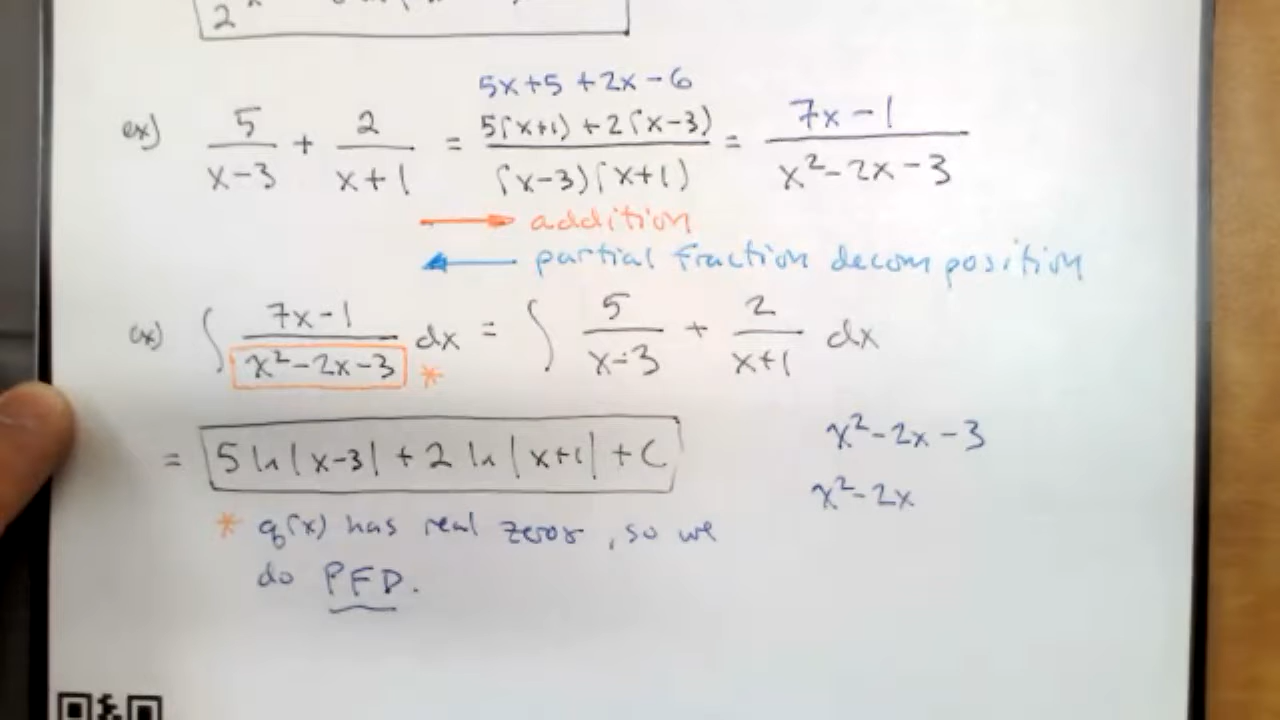 2
5x+5 +2x-6
ex) 5/(x-3) + 2/(x+1) = (5(x+1) +2(x-3))/((x-3)(x+1)) = (7x-1)/(x²-2x-3)
→ addition
← partial fraction decomposition
ex) ∫ (7x-1)/(x²-2x-3) dx = ∫ 5/(x-3) + 2/(x+1) dx
*
x²-2x-3
= 5 ln|x-3| + 2 ln|x+1| + C
x²-2x
* q(x) has real zeros, so we
do PFD.